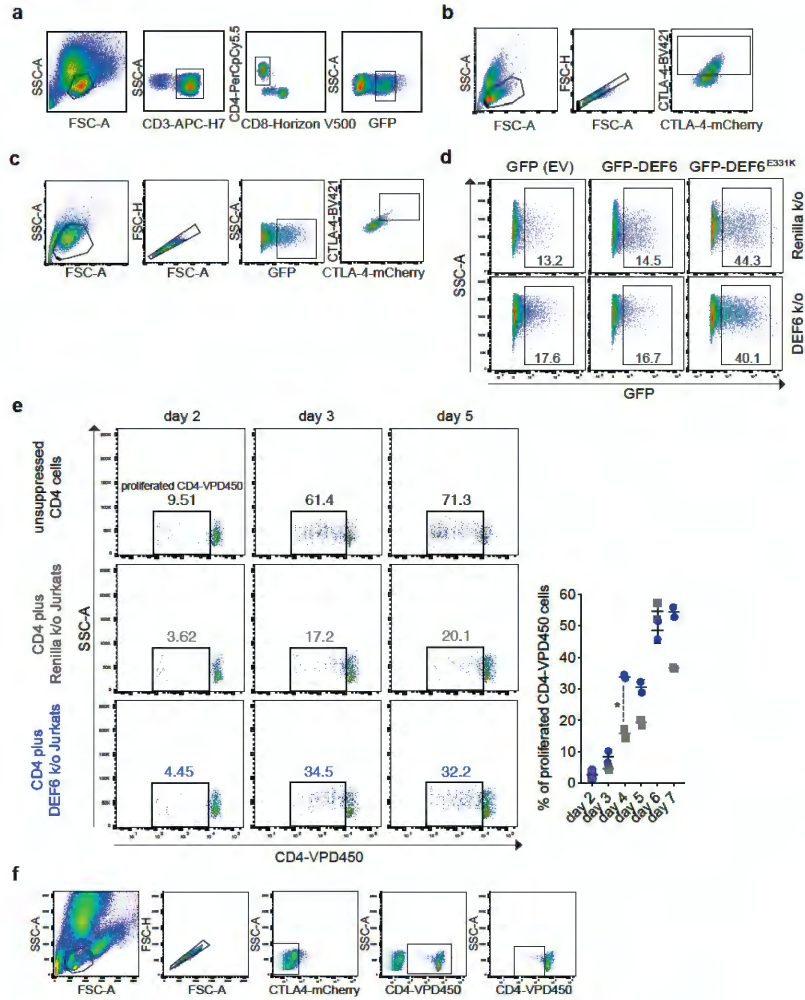 a
SSC-A
FSC-A
SSC-A
CD3-APC-H7
CD4-PerCpCy5.5
CD8-Horizon V500
SSC-A
GFP
b
SSC-A
FSC-A
FSC-H
FSC-A
CTLA-4-BV421
CTLA-4-mCherry
c
SSC-A
FSC-A
FSC-H
FSC-A
SSC-A
GFP
CTLA-4-BV421
CTLA-4-mCherry
d
GFP (EV)
GFP-DEF6
GFP-DEF6E331K
13.2
14.5
44.3
Renilla k/o
17.6
16.7
40.1
DEF6 k/o
SSC-A
GFP
e
day 2
day 3
day 5
unsuppressed
CD4 cells
proliferated CD4-VPD450
9.51
61.4
71.3
CD4 plus
Renilla k/o Jurkats
3.62
17.2
20.1
CD4 plus
DEF6 k/o Jurkats
4.45
34.5
32.2
SSC-A
CD4-VPD450
% of proliferated CD4-VPD450 cells
60
50
40
30
20
10
0
*
day 2
day 3
day 4
day 5
day 6
day 7
f
SSC-A
FSC-A
FSC-H
FSC-A
SSC-A
CTLA4-mCherry
SSC-A
CD4-VPD450
SSC-A
CD4-VPD450